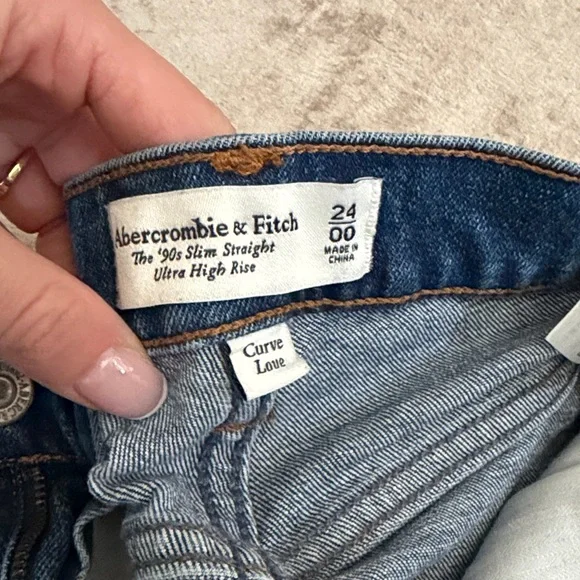 Abercrombie & Fitch
The '90s Slim Straight
Ultra High Rise
24
00
MADE IN
CHINA
Curve
Love